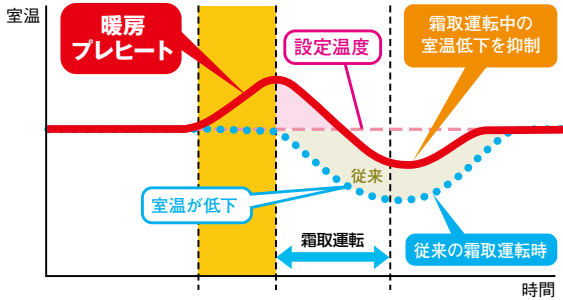 室温
暖房
プレヒート
設定温度
霜取運転中の
室温低下を抑制
従来
室温が低下
霜取運転
従来の霜取運転時
時間